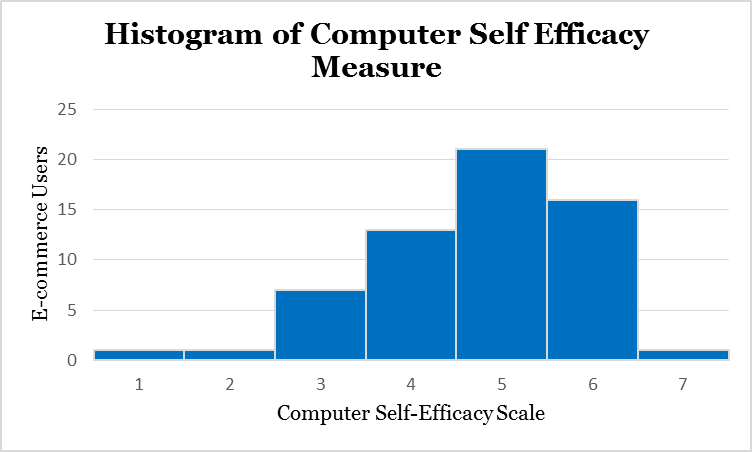 Histogram of Computer Self Efficacy
Measure
E-commerce Users
25
20
15
10
5
0
1 2 3 4 5 6 7
Computer Self-Efficacy Scale